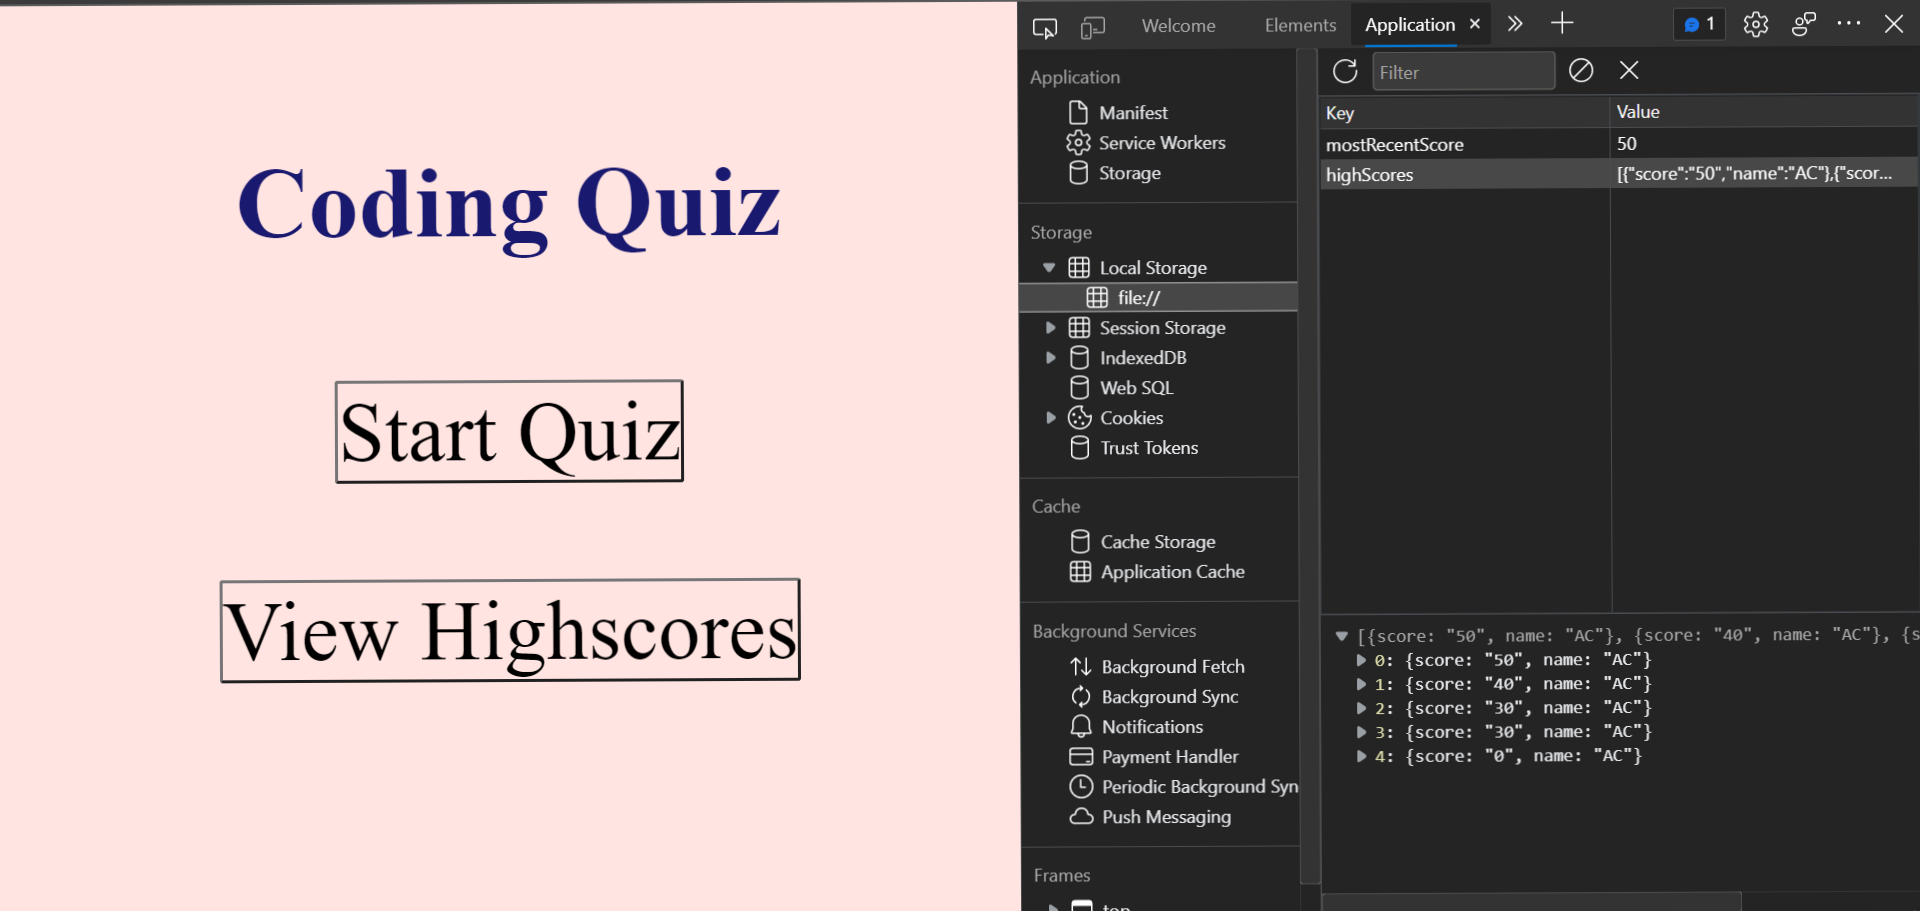 Coding Quiz
Start Quiz
View Highscores
Welcome Elements Application × 1
Application
Manifest
Service Workers
Storage
Storage
Local Storage
file://
Session Storage
IndexedDB
Web SQL
Cookies
Trust Tokens
Cache
Cache Storage
Application Cache
Background Services
Background Fetch
Background Sync
Notifications
Payment Handler
Periodic Background Syn
Push Messaging
Frames
top
Filter
Key Value
mostRecentScore 50
highScores [{"score":"50","name":"AC"},{"scor...
[{score: "50", name: "AC"}, {score: "40", name: "AC"}, {s
0: {score: "50", name: "AC"}
1: {score: "40", name: "AC"}
2: {score: "30", name: "AC"}
3: {score: "30", name: "AC"}
4: {score: "0", name: "AC"}